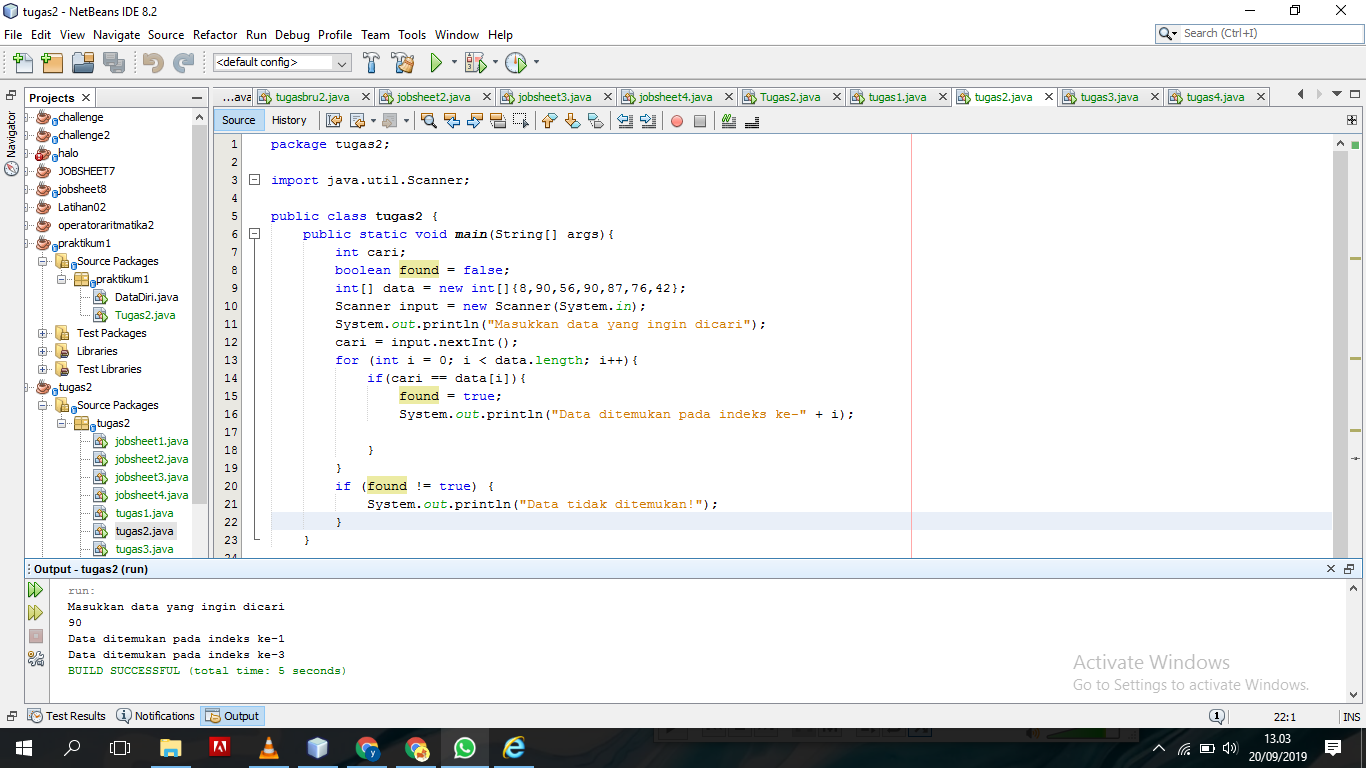 tugas2 - NetBeans IDE 8.2
File Edit View Navigate Source Refactor Run Debug Profile Team Tools Window Help
Search (Ctrl+I)
<default config>
Projects
...ava tugasbru2.java jobsheet2.java jobsheet3.java jobsheet4.java Tugas2.java tugas1.java tugas2.java tugas3.java tugas4.java
Navigator
challenge
challenge2
halo
JOBSHEET7
jobsheet8
Latihan02
operatoraritmatika2
praktikum1
Source Packages
praktikum1
DataDiri.java
Tugas2.java
Test Packages
Libraries
Test Libraries
tugas2
Source Packages
tugas2
jobsheet1.java
jobsheet2.java
jobsheet3.java
jobsheet4.java
tugas1.java
tugas2.java
tugas3.java
Source History
1 package tugas2;
2
3 import java.util.Scanner;
4
5 public class tugas2 {
6 public static void main(String[] args){
7 int cari;
8 boolean found = false;
9 int[] data = new int[]{8,90,56,90,87,76,42};
10 Scanner input = new Scanner(System.in);
11 System.out.println("Masukkan data yang ingin dicari");
12 cari = input.nextInt();
13 for (int i = 0; i < data.length; i++){
14 if(cari == data[i]){
15 found = true;
16 System.out.println("Data ditemukan pada indeks ke-" + i);
17
18 }
19 }
20 if (found != true) {
21 System.out.println("Data tidak ditemukan!");
22 }
23 }
24
Output - tugas2 (run)
run:
Masukkan data yang ingin dicari
90
Data ditemukan pada indeks ke-1
Data ditemukan pada indeks ke-3
BUILD SUCCESSFUL (total time: 5 seconds)
Activate Windows
Go to Settings to activate Windows.
Test Results Notifications Output
1 22:1 INS
13.03
20/09/2019